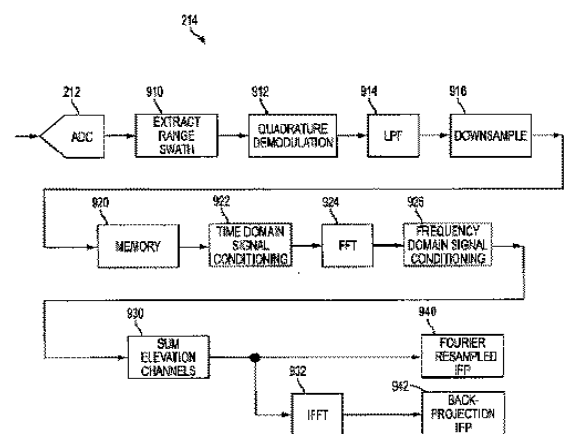 214
212
910
912
914
916
ADC
EXTRACT
RANGE
SWATH
QUADRATURE
DEMODULATION
LPF
DOWNSAMPLE
920
922
924
926
MEMORY
TIME DOMAIN
SIGNAL
CONDITIONING
FFT
FREQUENCY
DOMAIN SIGNAL
CONDITIONING
930
940
SUM
ELEVATION
CHANNELS
FOURIER
RESAMPLED
IFP
932
942
IFFT
BACK-
PROJECTION
IFP